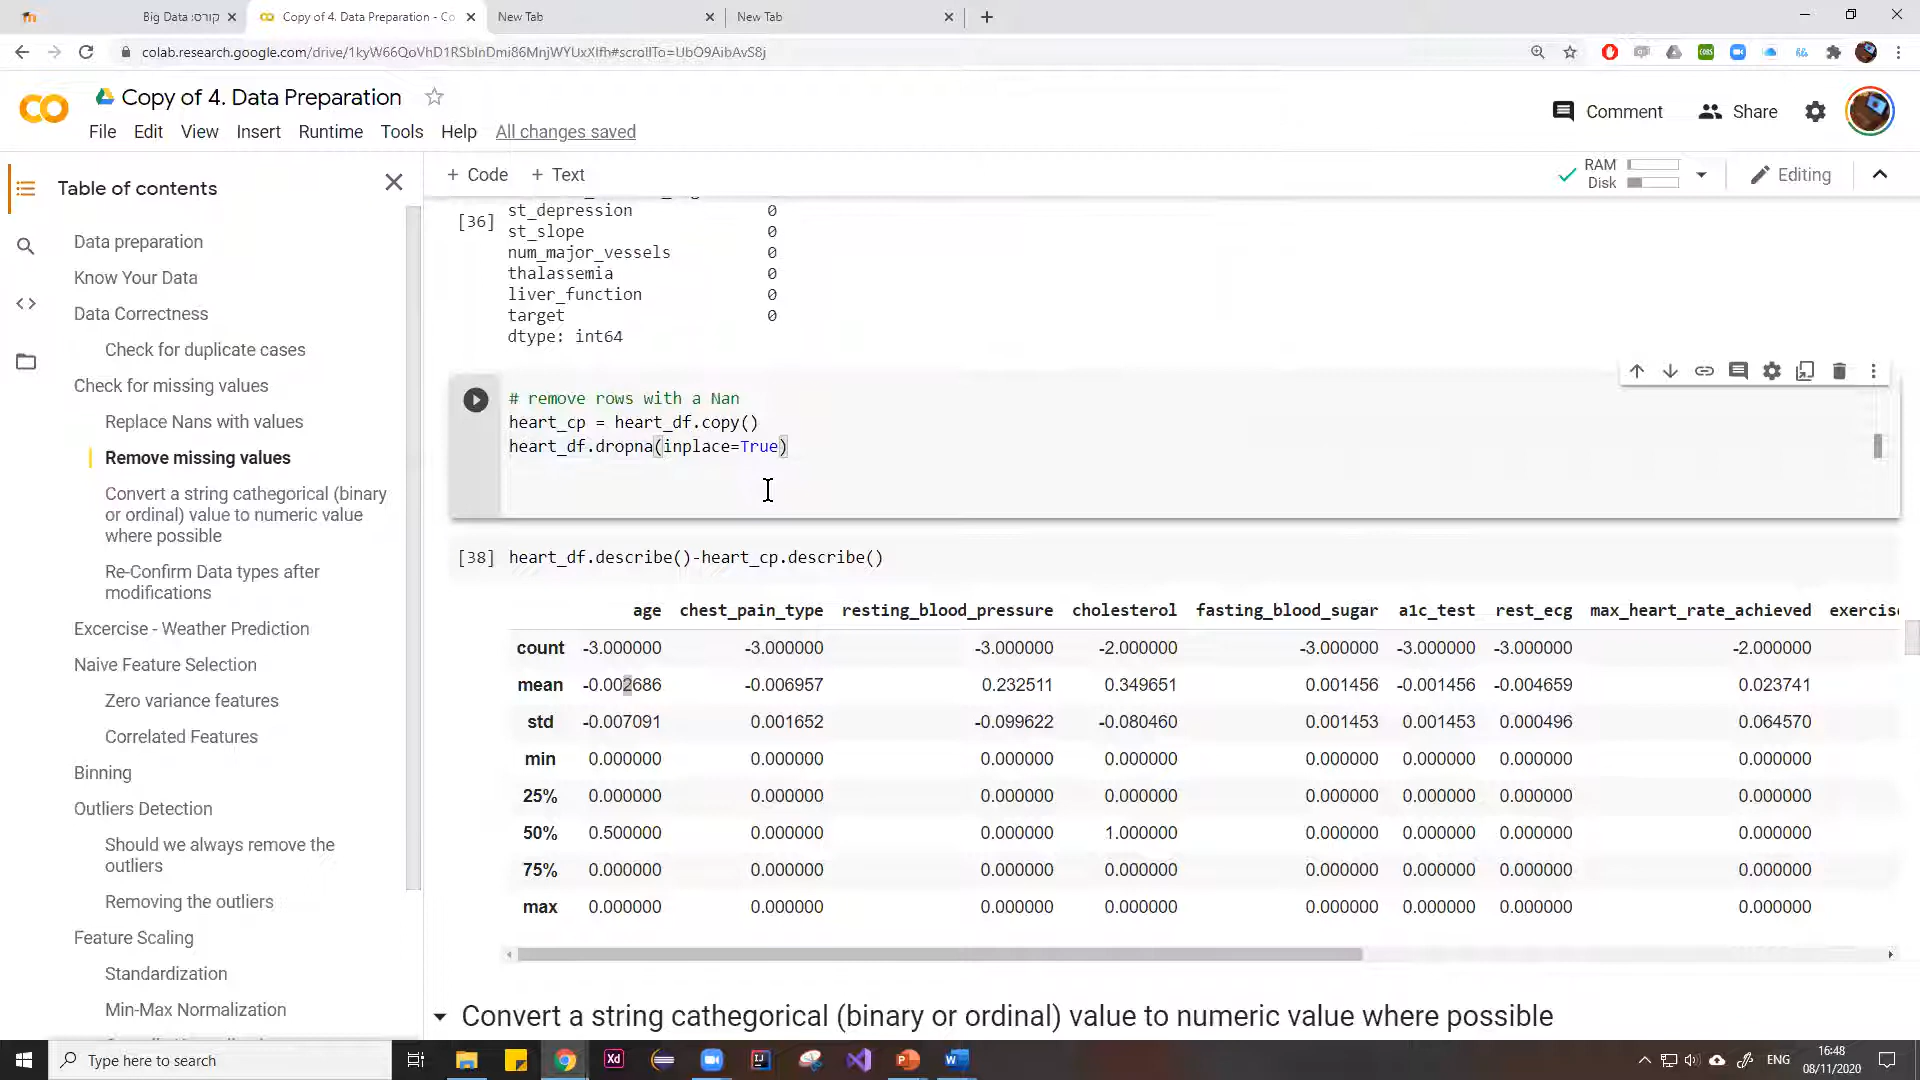 Big Data :קורס
Copy of 4. Data Preparation - Co
New Tab
New Tab
colab.research.google.com/drive/1kyW66QoVhD1RSbInDmi86MnjWYUxXlfh#scrollTo=UbO9AibAvS8j
Copy of 4. Data Preparation
File Edit View Insert Runtime Tools Help All changes saved
Comment Share
+ Code + Text
RAM
Disk
Editing
Table of contents
Data preparation
Know Your Data
Data Correctness
Check for duplicate cases
Check for missing values
Replace Nans with values
Remove missing values
Convert a string cathegorical (binary
or ordinal) value to numeric value
where possible
Re-Confirm Data types after
modifications
Excercise - Weather Prediction
Naive Feature Selection
Zero variance features
Correlated Features
Binning
Outliers Detection
Should we always remove the
outliers
Removing the outliers
Feature Scaling
Standardization
Min-Max Normalization
[36]
st_depression 0
st_slope 0
num_major_vessels 0
thalassemia 0
liver_function 0
target 0
dtype: int64
# remove rows with a Nan
heart_cp = heart_df.copy()
heart_df.dropna(inplace=True)
[38] heart_df.describe()-heart_cp.describe()
age chest_pain_type resting_blood_pressure cholesterol fasting_blood_sugar a1c_test rest_ecg max_heart_rate_achieved exercise
count -3.000000 -3.000000 -3.000000 -2.000000 -3.000000 -3.000000 -3.000000 -2.000000
mean -0.002686 -0.006957 0.232511 0.349651 0.001456 -0.001456 -0.004659 0.023741
std -0.007091 0.001652 -0.099622 -0.080460 0.001453 0.001453 0.000496 0.064570
min 0.000000 0.000000 0.000000 0.000000 0.000000 0.000000 0.000000 0.000000
25% 0.000000 0.000000 0.000000 0.000000 0.000000 0.000000 0.000000 0.000000
50% 0.500000 0.000000 0.000000 1.000000 0.000000 0.000000 0.000000 0.000000
75% 0.000000 0.000000 0.000000 0.000000 0.000000 0.000000 0.000000 0.000000
max 0.000000 0.000000 0.000000 0.000000 0.000000 0.000000 0.000000 0.000000
Convert a string cathegorical (binary or ordinal) value to numeric value where possible
Type here to search
ENG
16:48
08/11/2020